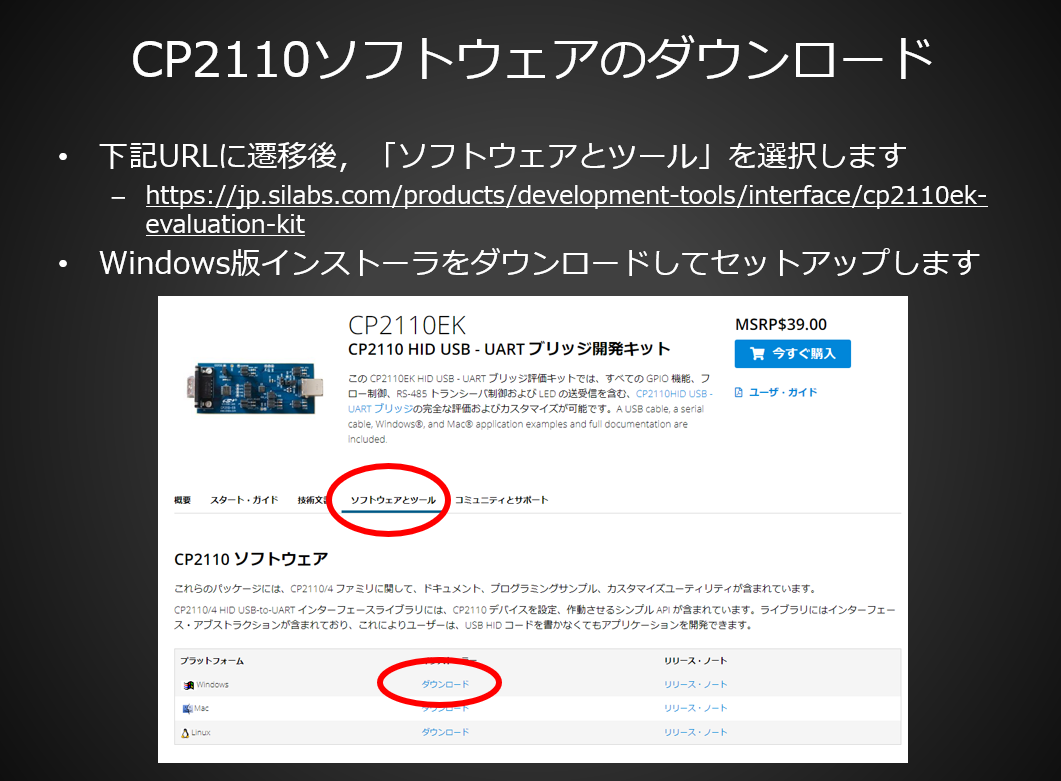 CP2110ソフトウェアのダウンロード
• 下記URLに遷移後，「ソフトウェアとツール」を選択します
– https://jp.silabs.com/products/development-tools/interface/cp2110ek-
evaluation-kit
• Windows版インストーラをダウンロードしてセットアップします
CP2110EK
CP2110 HID USB - UART ブリッジ開発キット
この CP2110EK HID USB - UART ブリッジ評価キットでは、すべての GPIO 機能、フ
ロー制御、RS-485 トランシーバ制御および LED の送受信を含む、CP2110HID USB -
UART ブリッジの完全な評価およびカスタマイズが可能です。A USB cable, a serial
cable, Windows®, and Mac® application examples and full documentation are
included.
MSRP$39.00
今すぐ購入
ユーザ・ガイド
概要 スタート・ガイド 技術文 ソフトウェアとツール コミュニティとサポート
CP2110 ソフトウェア
これらのパッケージには、CP2110/4 ファミリに関して、ドキュメント、プログラミングサンプル、カスタマイズユーティリティが含まれています。
CP2110/4 HID USB-to-UART インターフェースライブラリには、CP2110 デバイスを設定、作動させるシンプル API が含まれています。ライブラリにはインターフェー
ス・アブストラクションが含まれており、これによりユーザーは、USB HID コードを書かなくてもアプリケーションを開発できます。
プラットフォーム リリース・ノート
Windows ダウンロード リリース・ノート
Mac ダウンロード リリース・ノート
Linux ダウンロード リリース・ノート